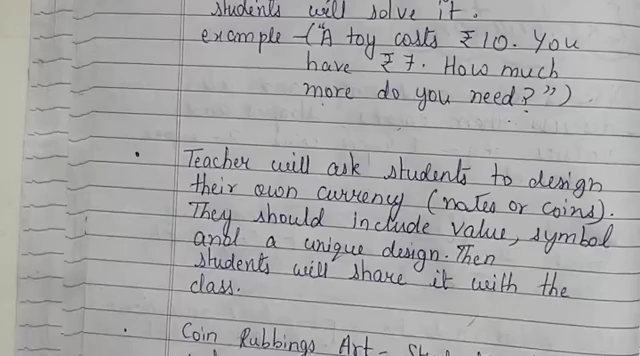 students will solve it.
example - ("A toy costs ₹10. You
have ₹7. How much
more do you need?")
• Teacher will ask students to design
their own currency (notes or coins).
They should include value, symbol
and a unique design. Then
students will share it with the
class.
• Coin Rubbings Art -